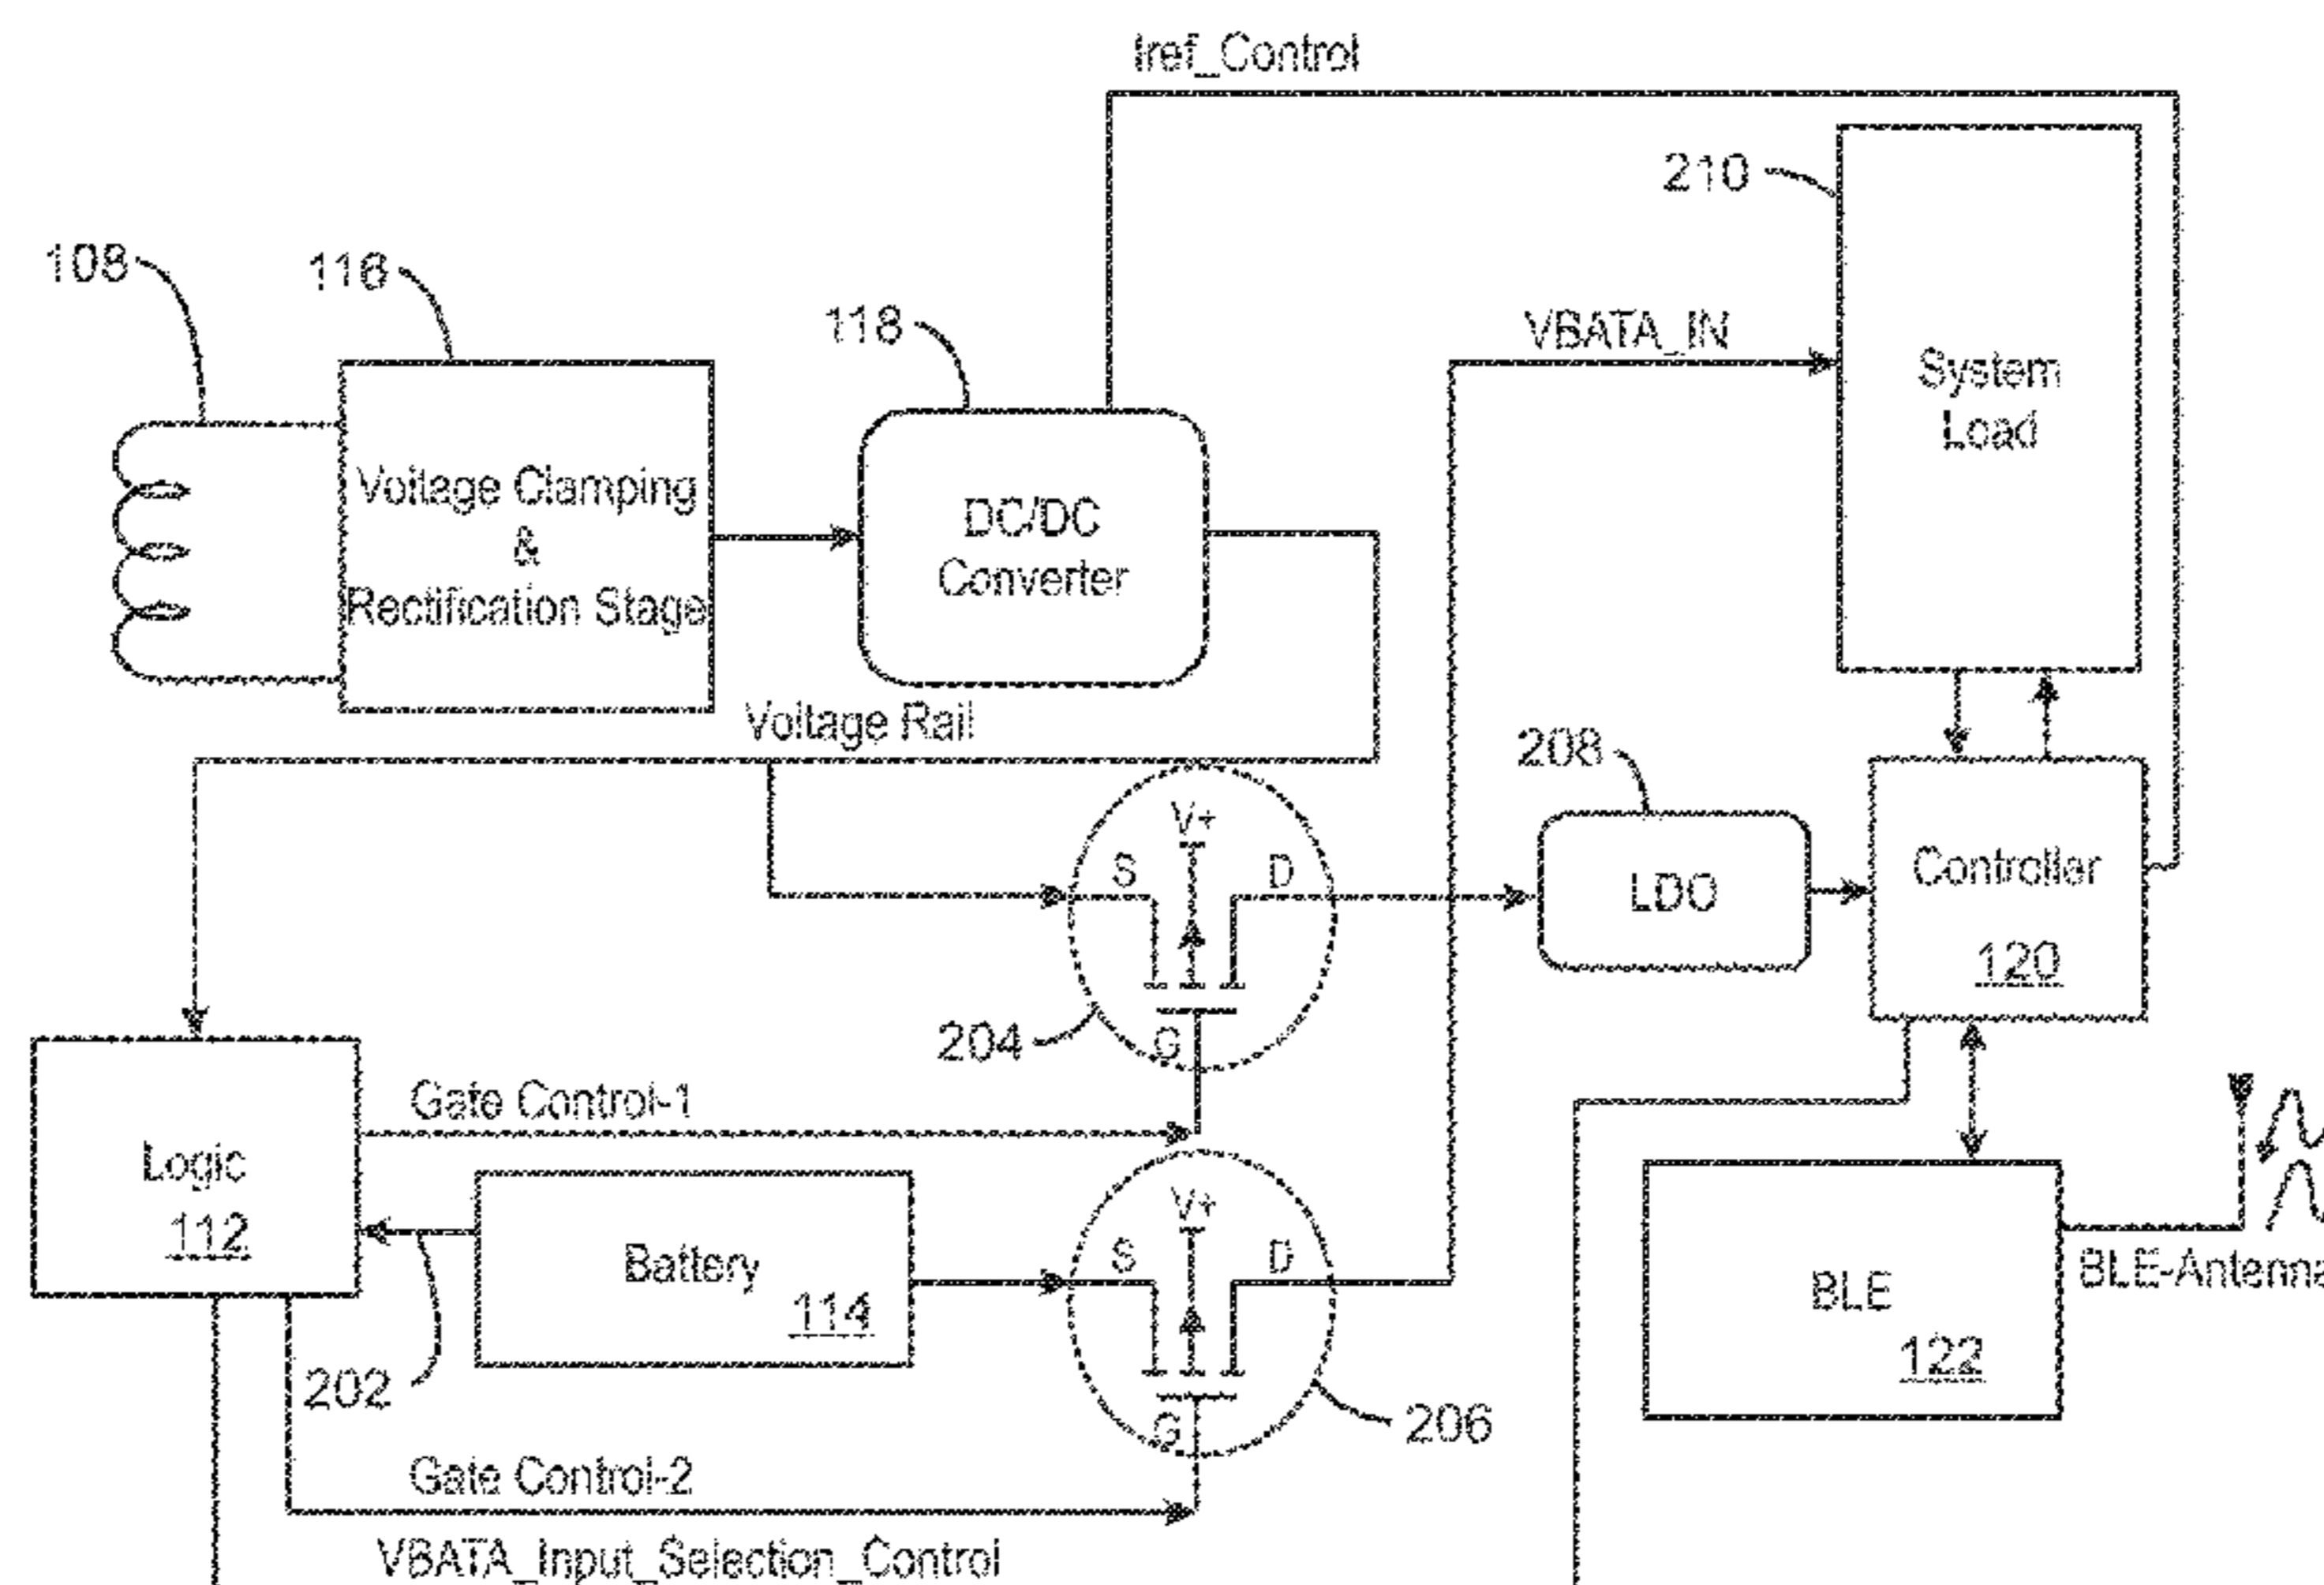 Iref_Control
210
108
116
118
VBATA_IN
System
Load
Voltage Clamping
&
Rectification Stage
DC/DC
Converter
Voltage Rail
208
V+
S
D
LDO
Controller
120
G
204
Gate Control-1
Logic
112
Battery
114
V+
S
D
G
BLE
122
BLE-Antenna
202
206
Gate Control-2
VBATA_Input_Selection_Control